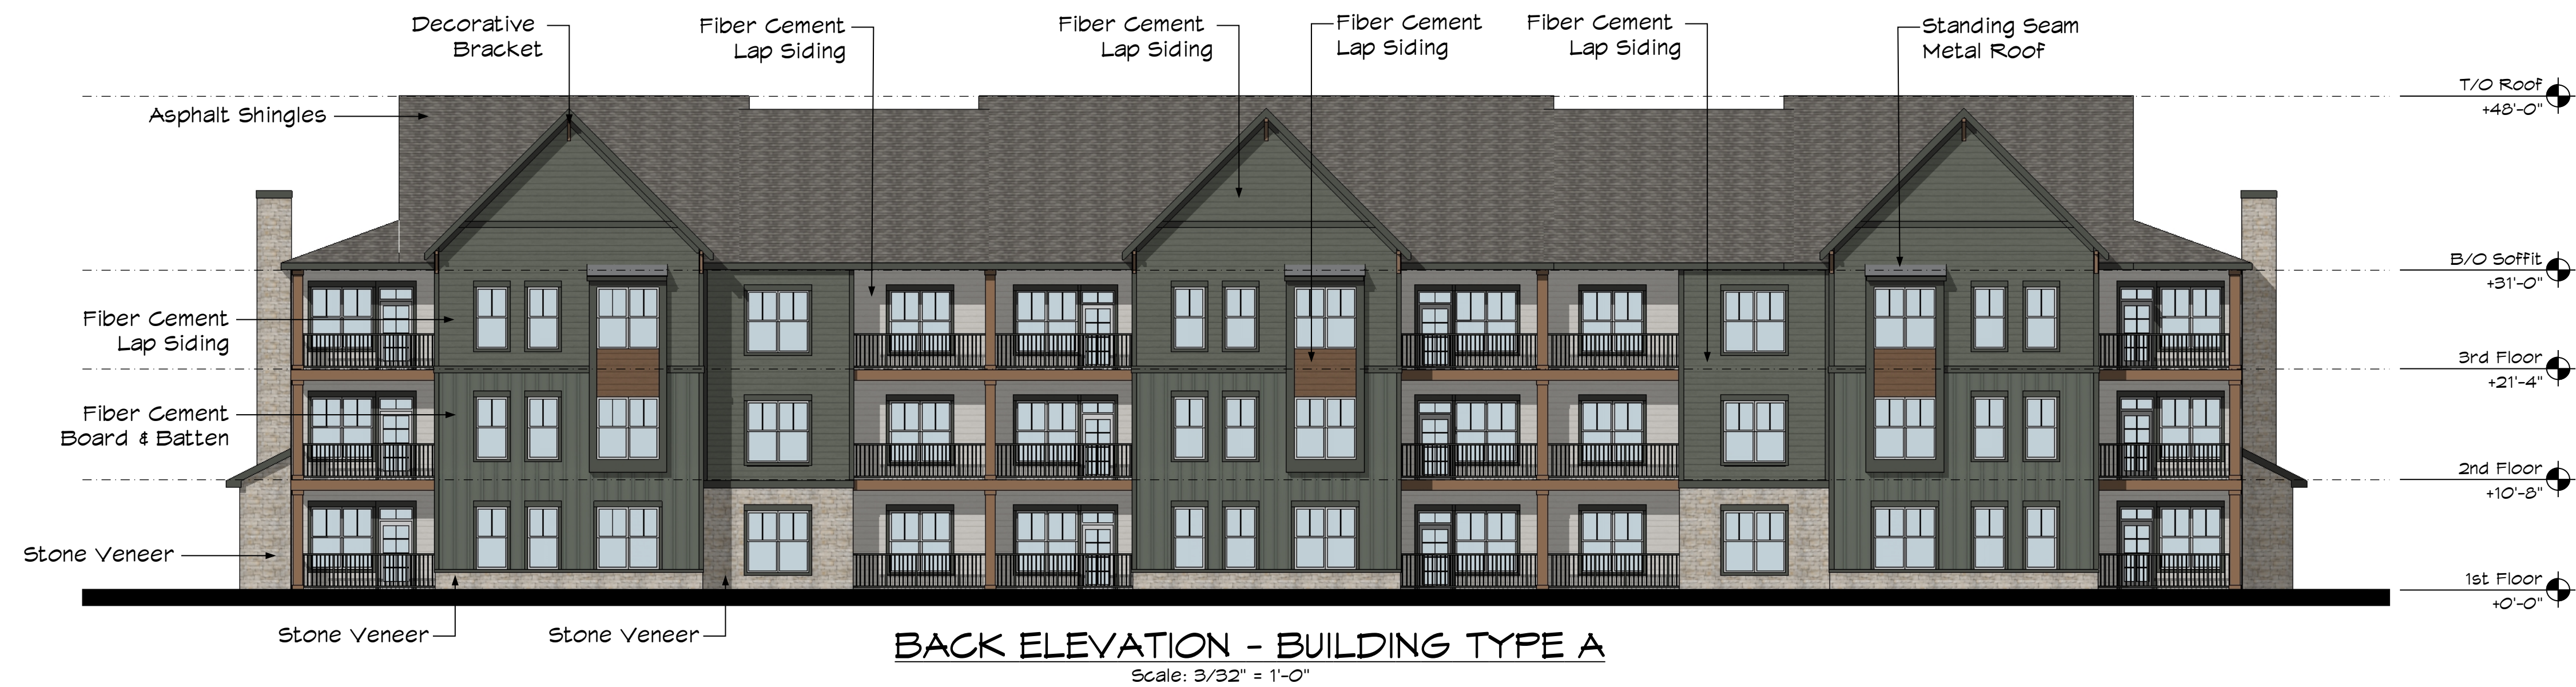 Decorative
Bracket
Fiber Cement
Lap Siding
Fiber Cement
Lap Siding
Fiber Cement
Lap Siding
Fiber Cement
Lap Siding
Standing Seam
Metal Roof
Asphalt Shingles
T/O Roof
+48'-0"
B/O Soffit
+31'-0"
Fiber Cement
Lap Siding
3rd Floor
+21'-4"
Fiber Cement
Board & Batten
2nd Floor
+10'-8"
Stone Veneer
1st Floor
+0'-0"
Stone Veneer
Stone Veneer
BACK ELEVATION - BUILDING TYPE A
Scale: 3/32" = 1'-0"